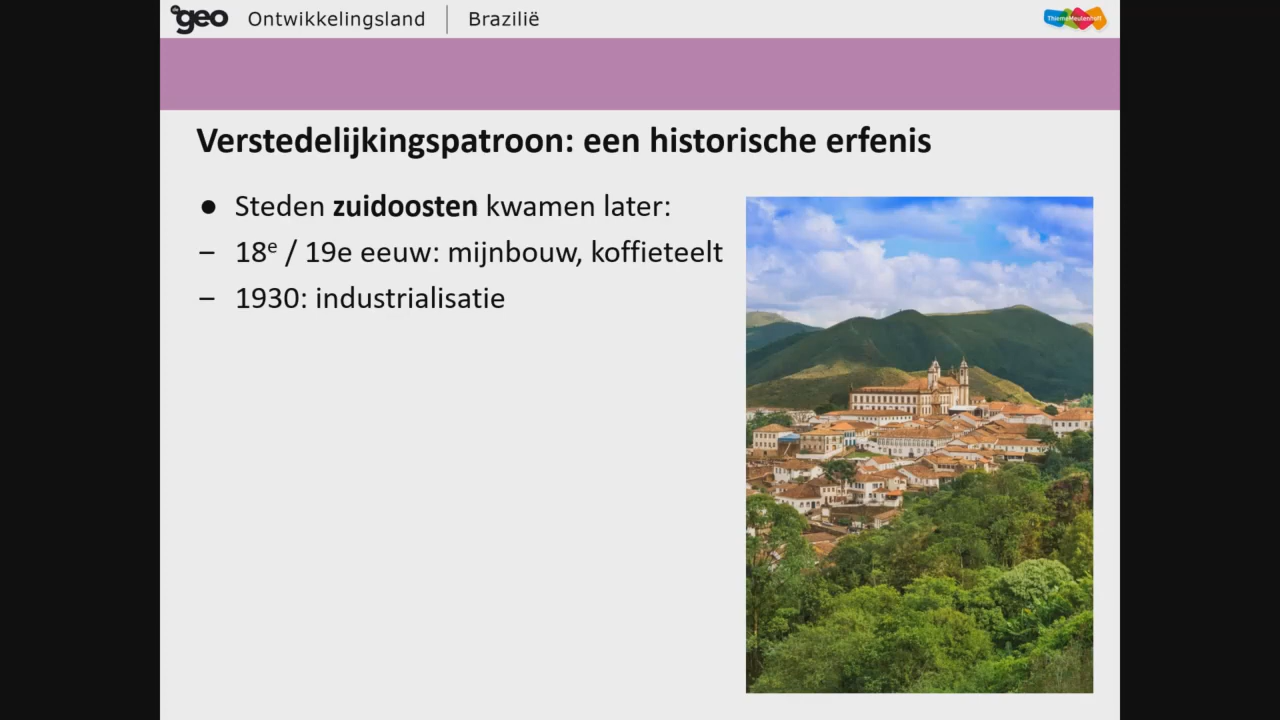 de geo Ontwikkelingsland Brazilië
ThiemeMeulenhoff
Verstedelijkingspatroon: een historische erfenis
● Steden zuidoosten kwamen later:
– 18e / 19e eeuw: mijnbouw, koffieteelt
– 1930: industrialisatie